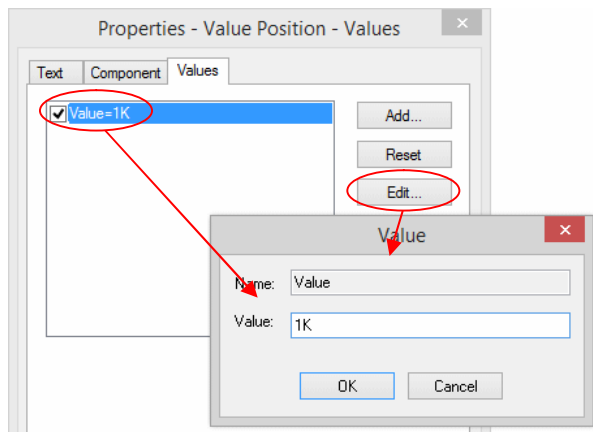 Properties - Value Position - Values
Text Component Values
Value=1K
Add...
Reset
Edit...
Value
Name: Value
Value: 1K
OK Cancel